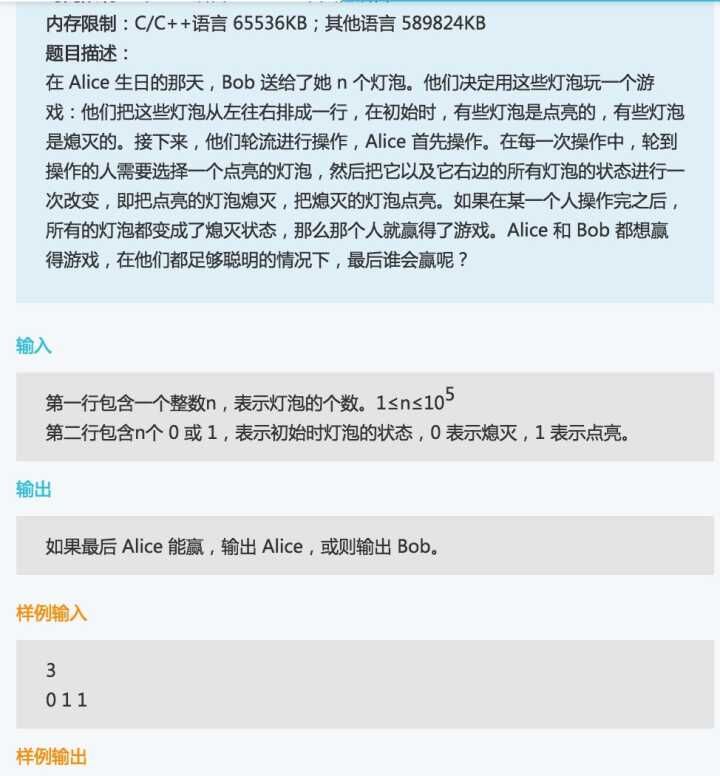 内存限制：C/C++语言 65536KB；其他语言 589824KB
题目描述：
在 Alice 生日的那天，Bob 送给了她 n 个灯泡。他们决定用这些灯泡玩一个游
戏：他们把这些灯泡从左往右排成一行，在初始时，有些灯泡是点亮的，有些灯泡
是熄灭的。接下来，他们轮流进行操作，Alice 首先操作。在每一次操作中，轮到
操作的人需要选择一个点亮的灯泡，然后把它以及它右边的所有灯泡的状态进行一
次改变，即把点亮的灯泡熄灭，把熄灭的灯泡点亮。如果在某一个人操作完之后，
所有的灯泡都变成了熄灭状态，那么那个人就赢得了游戏。Alice 和 Bob 都想赢
得游戏，在他们都足够聪明的情况下，最后谁会赢呢？
输入
第一行包含一个整数n，表示灯泡的个数。1≤n≤10^5
第二行包含n个 0 或 1，表示初始时灯泡的状态，0 表示熄灭，1 表示点亮。
输出
如果最后 Alice 能赢，输出 Alice，或则输出 Bob。
样例输入
3
0 1 1
样例输出